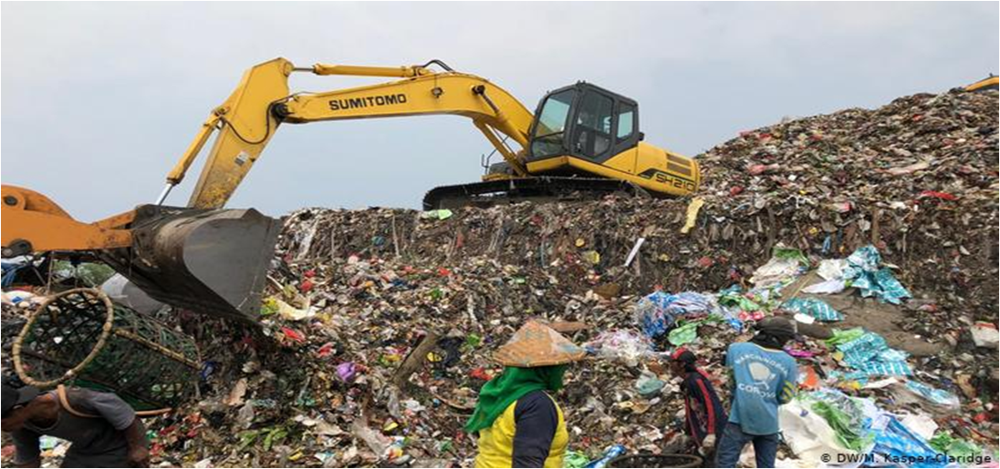 SUMITOMO
SH210
© DW/M. Kasper-Claridge